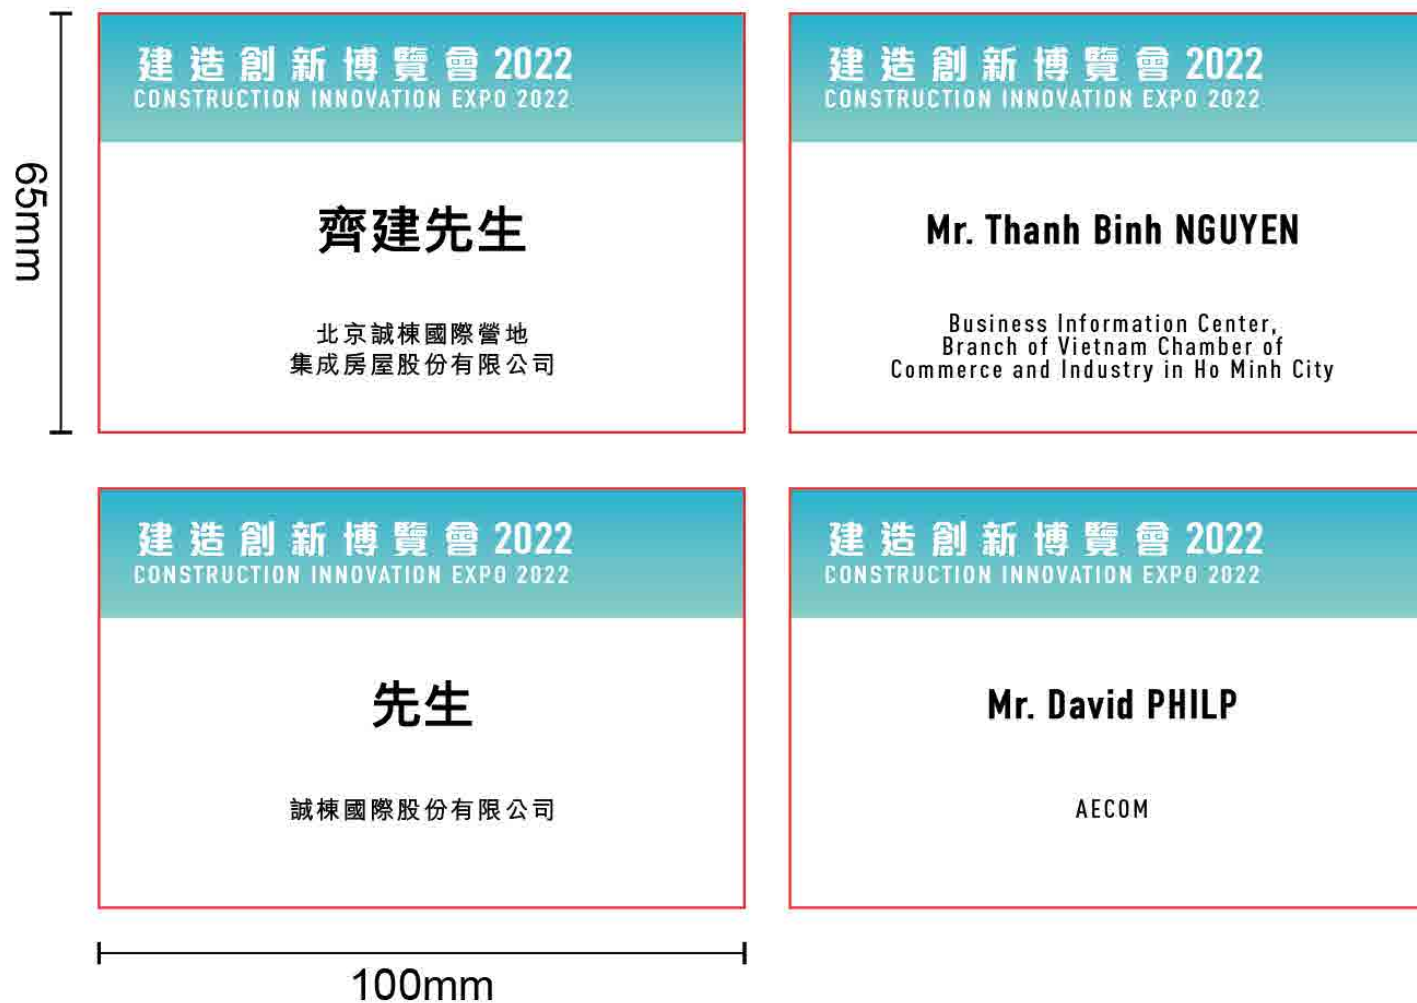 建造創新博覽會 2022
CONSTRUCTION INNOVATION EXPO 2022
齊建先生
北京誠棟國際營地
集成房屋股份有限公司
建造創新博覽會 2022
CONSTRUCTION INNOVATION EXPO 2022
Mr. Thanh Binh NGUYEN
Business Information Center,
Branch of Vietnam Chamber of
Commerce and Industry in Ho Minh City
65mm
建造創新博覽會 2022
CONSTRUCTION INNOVATION EXPO 2022
先生
誠棟國際股份有限公司
建造創新博覽會 2022
CONSTRUCTION INNOVATION EXPO 2022
Mr. David PHILP
AECOM
100mm